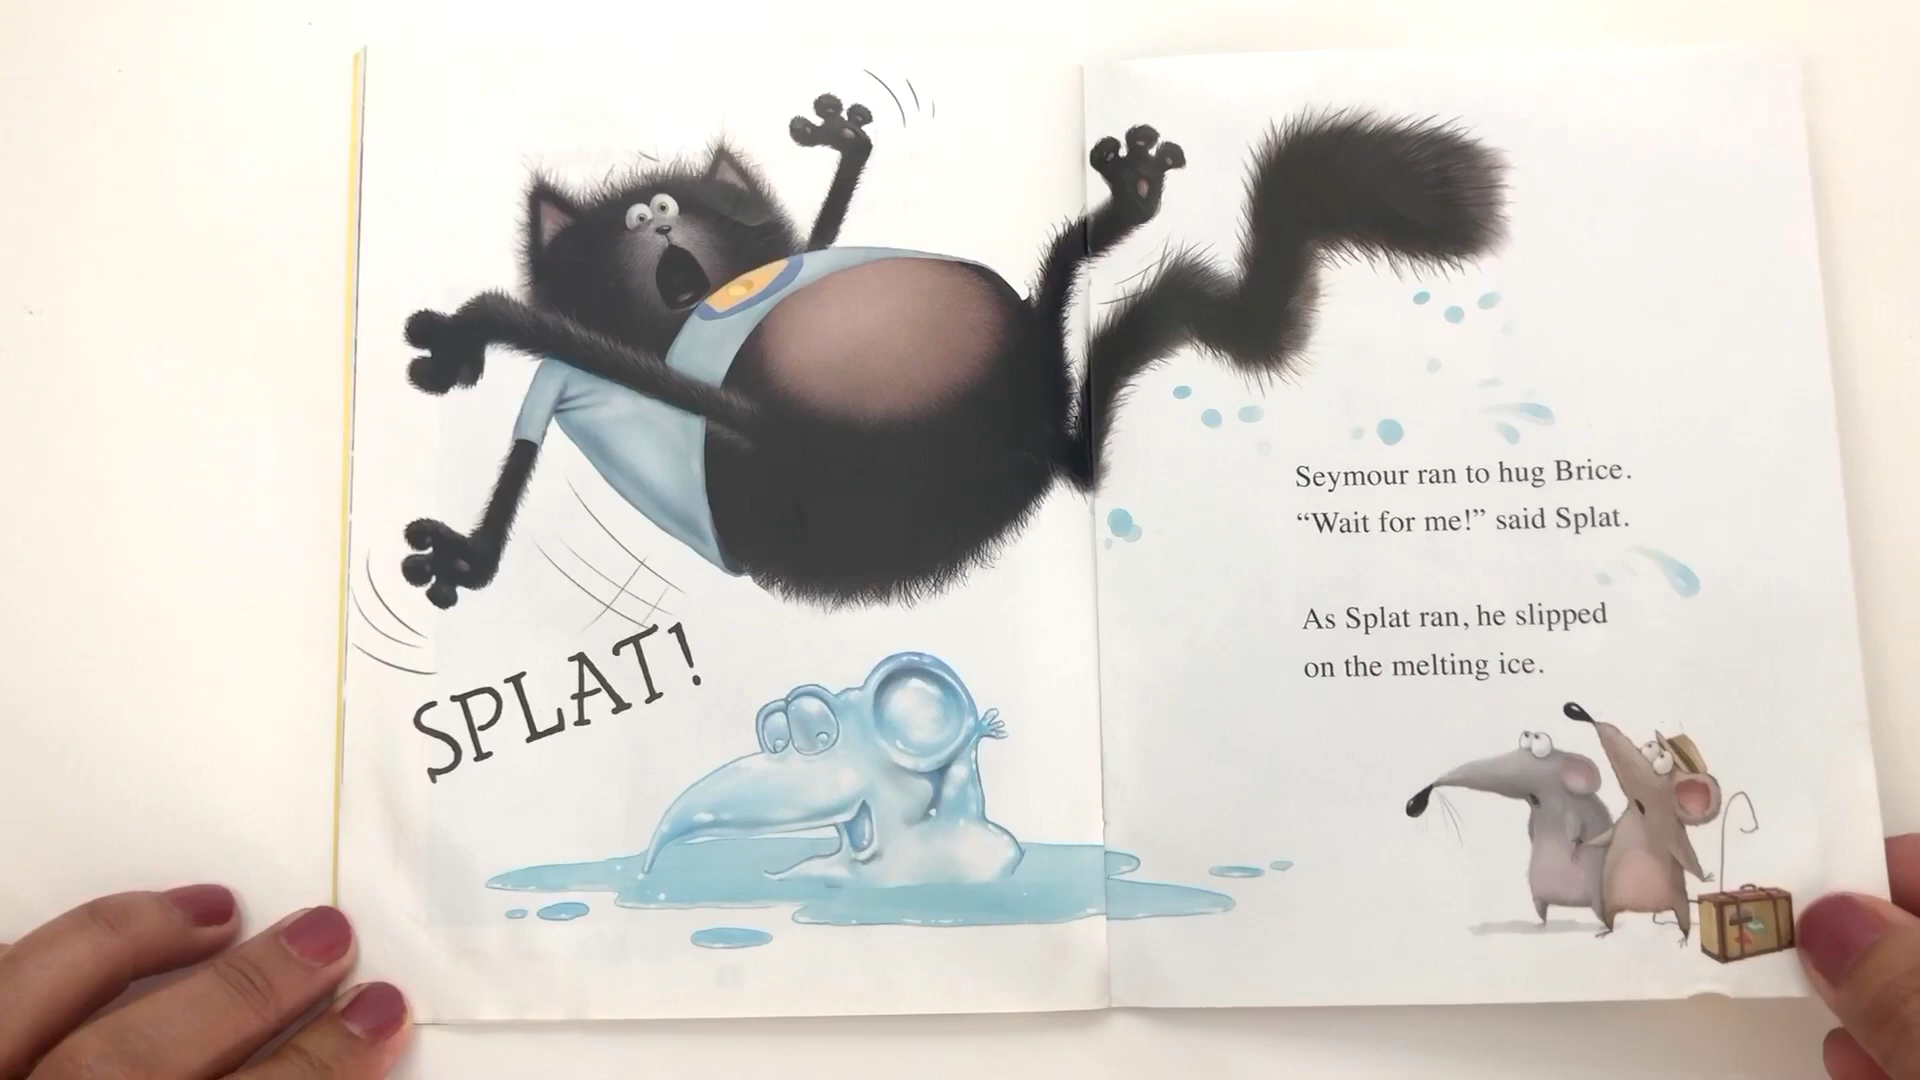 SPLAT!
Seymour ran to hug Brice.
“Wait for me!” said Splat.
As Splat ran, he slipped
on the melting ice.